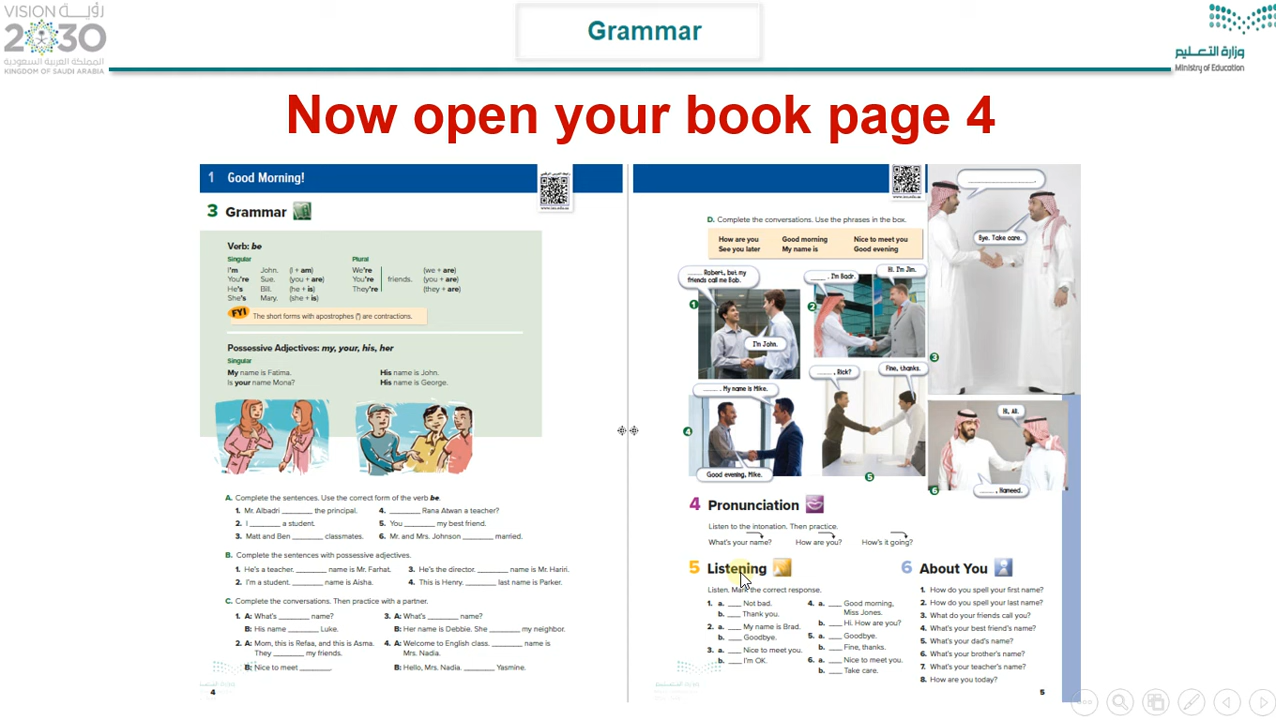 VISION رؤيـــة
2030
المملكة العربية السعودية
KINGDOM OF SAUDI ARABIA
Grammar
وزارة التعـــليم
Ministry of Education
Now open your book page 4
1 Good Morning!
3 Grammar
Verb: be
Singular
I'm John. (I + am)
You're Sue. (you + are)
He's Bill. (he + is)
She's Mary. (she + is)
Plural
We're (we + are)
You're friends. (you + are)
They're (they + are)
FYI The short forms with apostrophes (') are contractions.
Possessive Adjectives: my, your, his, her
Singular
My name is Fatima. His name is John.
Is your name Mona? His name is George.
A. Complete the sentences. Use the correct form of the verb be.
1. Mr. Albadri ________ the principal.
2. I ________ a student.
3. Matt and Ben ________ classmates.
4. ________ Rana Atwan a teacher?
5. You ________ my best friend.
6. Mr. and Mrs. Johnson ________ married.
B. Complete the sentences with possessive adjectives.
1. He's a teacher. ________ name is Mr. Farhat.
2. I'm a student. ________ name is Aisha.
3. He's the director. ________ name is Mr. Hariri.
4. This is Henry. ________ last name is Parker.
C. Complete the conversations. Then practice with a partner.
1. A: What's ________ name?
B: His name ________ Luke.
2. A: Mom, this is Refaa, and this is Asma.
They ________ my friends.
B: Nice to meet ________.
3. A: What's ________ name?
B: Her name is Debbie. She ________ my neighbor.
4. A: Welcome to English class. ________ name is
Mrs. Nadia.
B: Hello, Mrs. Nadia. ________ Yasmine.
4
D. Complete the conversations. Use the phrases in the box.
How are you Good morning Nice to meet you
See you later My name is Good evening
____ Robert, but my
friends call me Bob.
1
I'm John.
____. I'm Badr.
Hi. I'm Jim.
2
________.
Bye. Take care.
3
____. My name is Mike.
4
Good evening, Mike.
____, Rick?
Fine, thanks.
5
Hi, Ali.
____, Hameed.
6
4 Pronunciation
Listen to the intonation. Then practice.
What's your name? How are you? How's it going?
5 Listening
Listen. Mark the correct response.
1. a. ___ Not bad.
b. ___ Thank you.
2. a. ___ My name is Brad.
b. ___ Goodbye.
3. a. ___ Nice to meet you.
b. ___ I'm OK.
4. a. ___ Good morning,
Miss Jones.
b. ___ Hi. How are you?
5. a. ___ Goodbye.
b. ___ Fine, thanks.
6. a. ___ Nice to meet you.
b. ___ Take care.
6 About You
1. How do you spell your first name?
2. How do you spell your last name?
3. What do your friends call you?
4. What's your best friend's name?
5. What's your dad's name?
6. What's your brother's name?
7. What's your teacher's name?
8. How are you today?
5